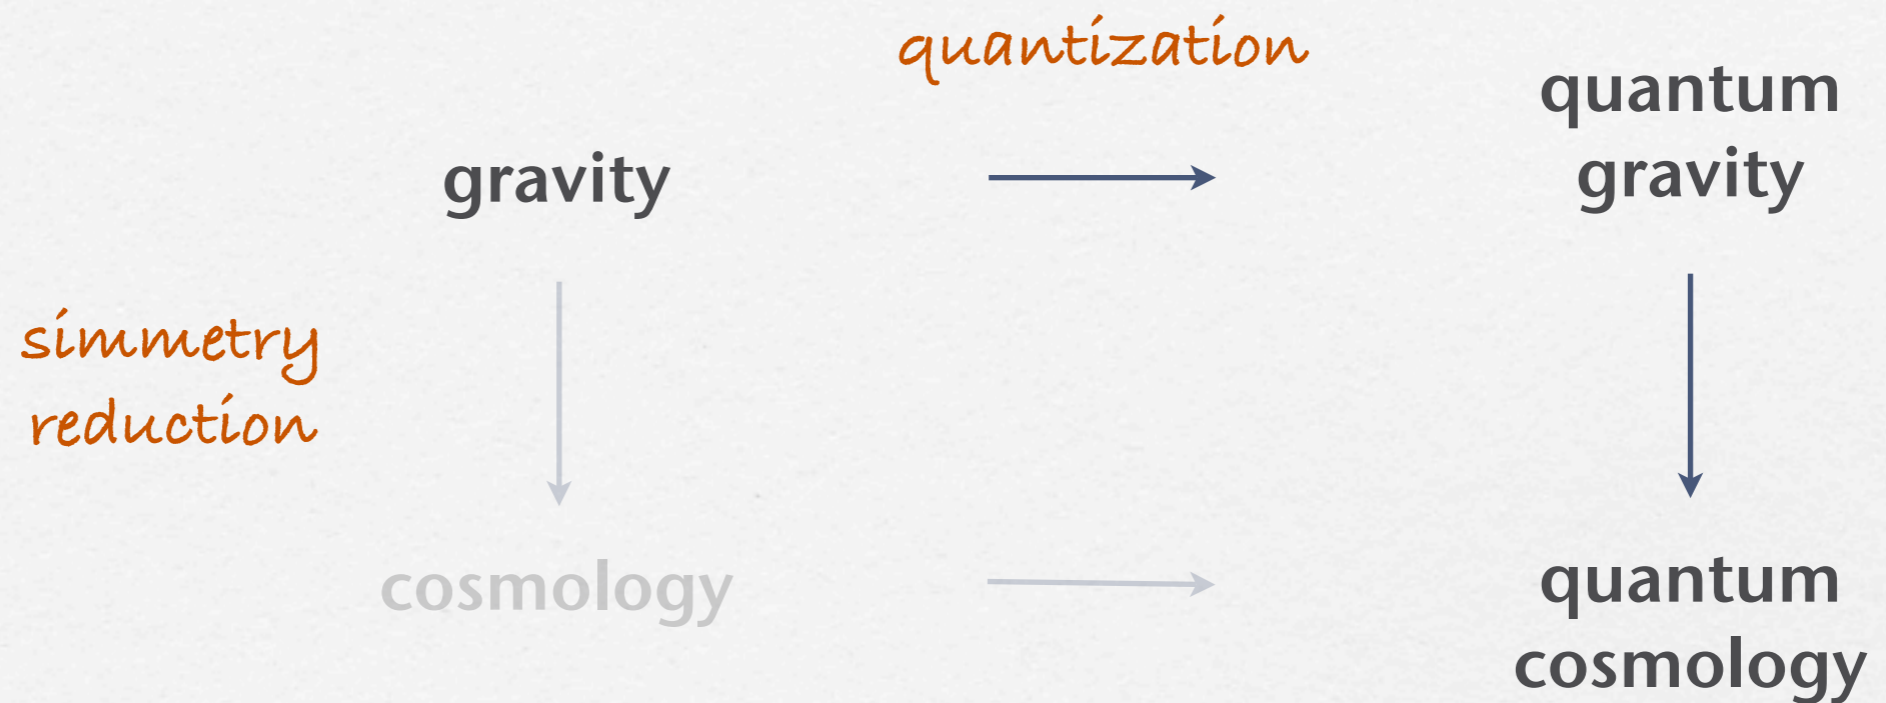 quantization
quantum
gravity
gravity
simmetry
reduction
cosmology
quantum
cosmology